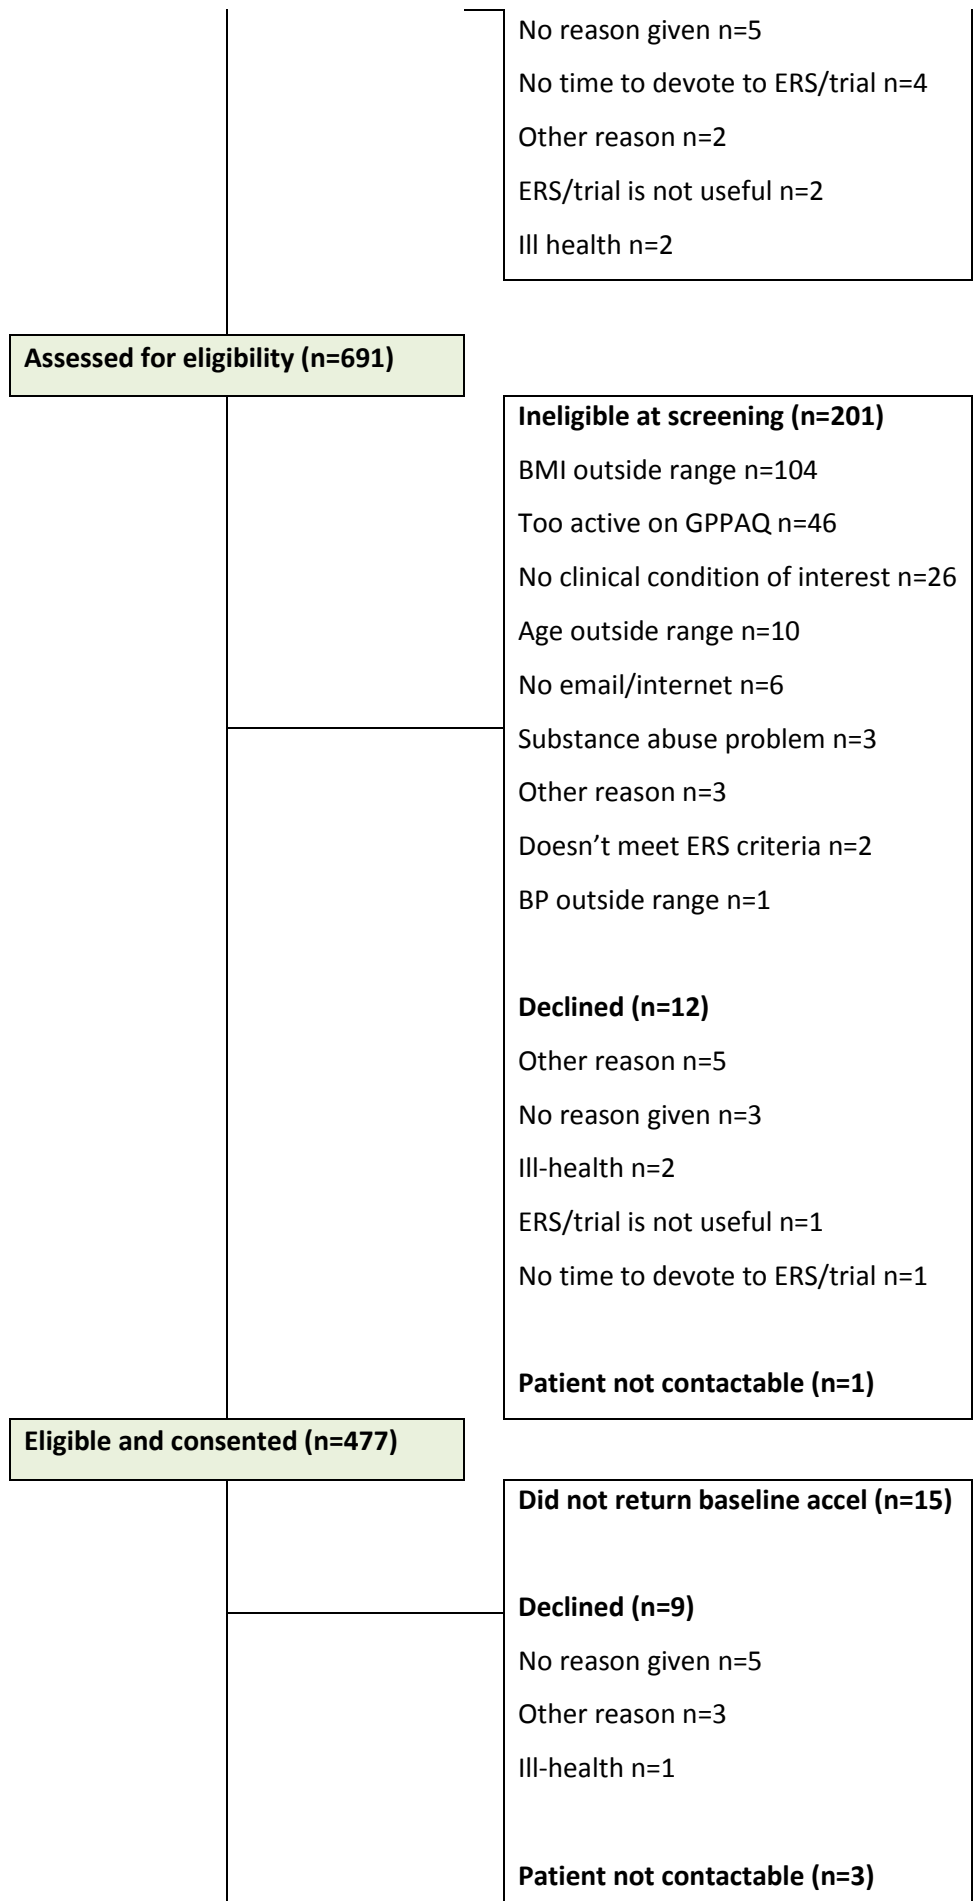 No reason given n=5
No time to devote to ERS/trial n=4
Other reason n=2
ERS/trial is not useful n=2
Ill health n=2
Assessed for eligibility (n=691)
Ineligible at screening (n=201)
BMI outside range n=104
Too active on GPPAQ n=46
No clinical condition of interest n=26
Age outside range n=10
No email/internet n=6
Substance abuse problem n=3
Other reason n=3
Doesn’t meet ERS criteria n=2
BP outside range n=1
Declined (n=12)
Other reason n=5
No reason given n=3
Ill-health n=2
ERS/trial is not useful n=1
No time to devote to ERS/trial n=1
Patient not contactable (n=1)
Eligible and consented (n=477)
Did not return baseline accel (n=15)
Declined (n=9)
No reason given n=5
Other reason n=3
Ill-health n=1
Patient not contactable (n=3)